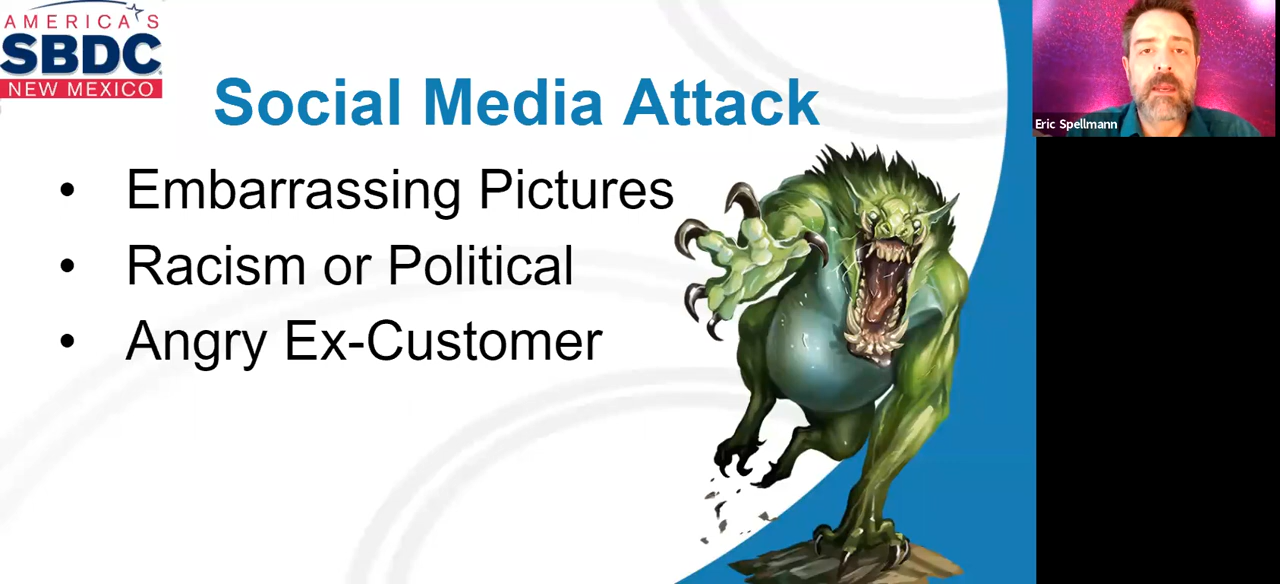 AMERICA'S
SBDC
NEW MEXICO
Social Media Attack
• Embarrassing Pictures
• Racism or Political
• Angry Ex-Customer
Eric Spellmann